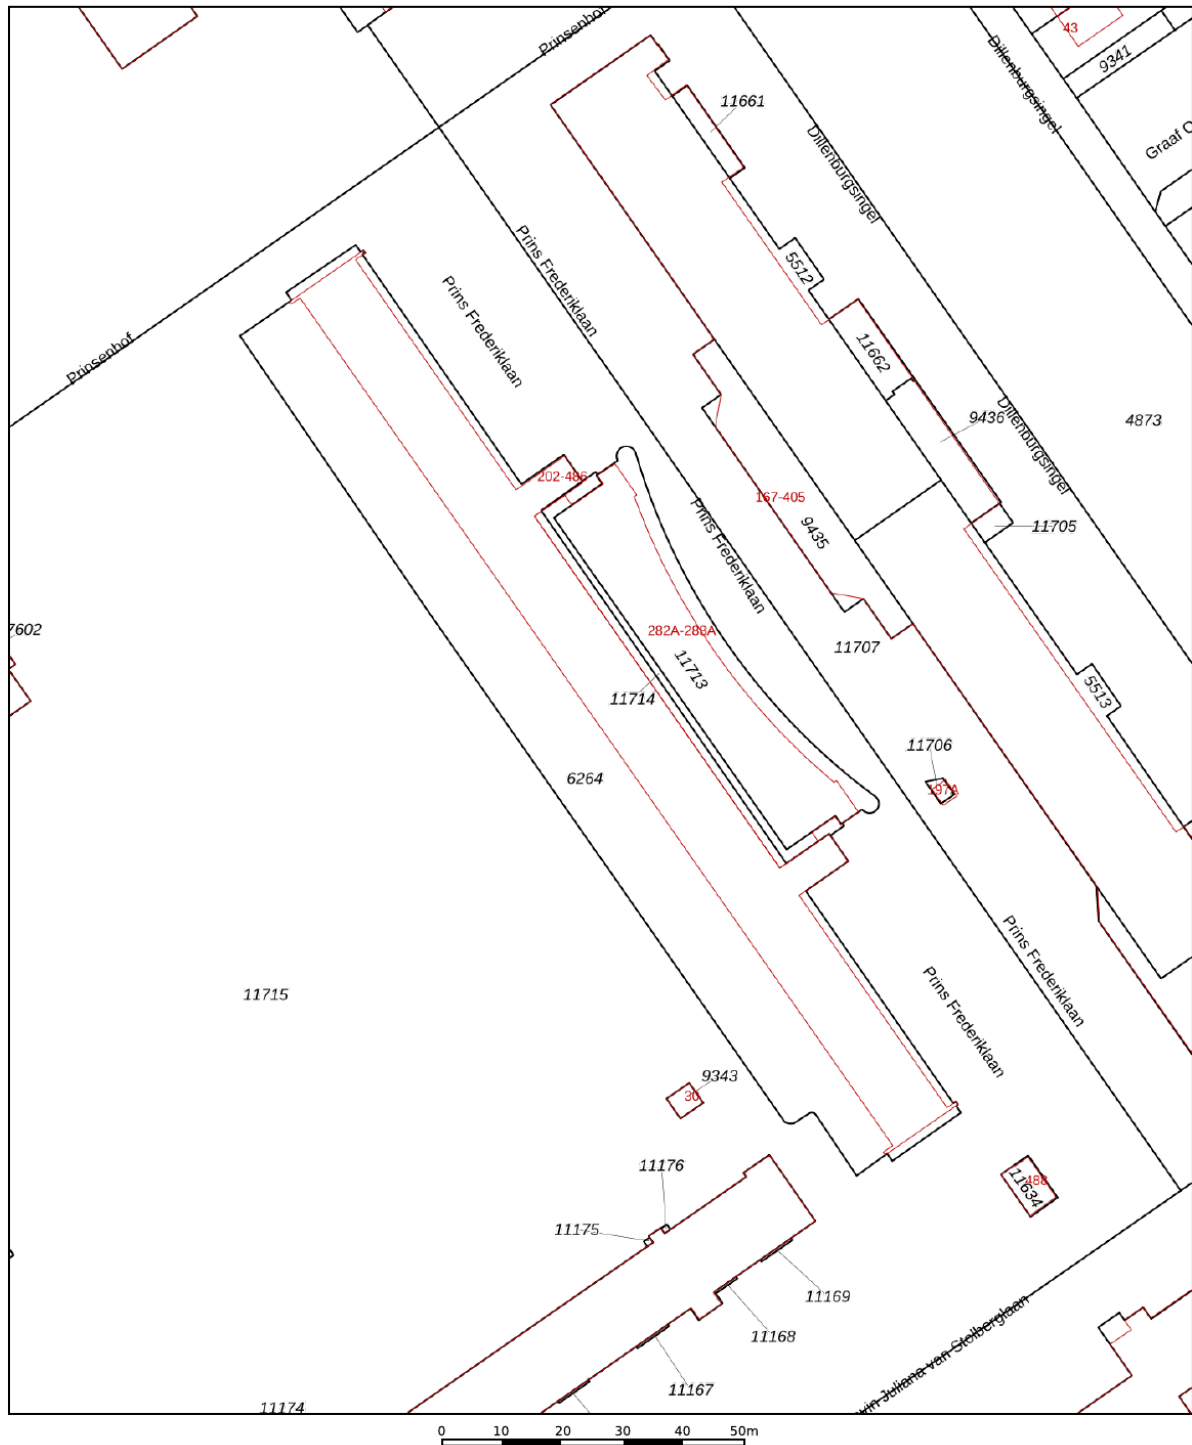 Prinsenhof
Dillenburgsingel
43
9341
11661
Graaf O
Dillenburgsingel
Prins Frederiklaan
Prins Frederiklaan
5512
Prinsenhof
11662
9436
Dillenburgsingel
4873
202-486
167-405
9435
Prins Frederiklaan
11705
7602
282A-288A
11713
11707
11714
5513
11706
6264
197A
11715
Prins Frederiklaan
Prins Frederiklaan
9343
30
11176
488
11634
11175
11169
11168
win Juliana van Stolberglaan
11167
11174
0 10 20 30 40 50m